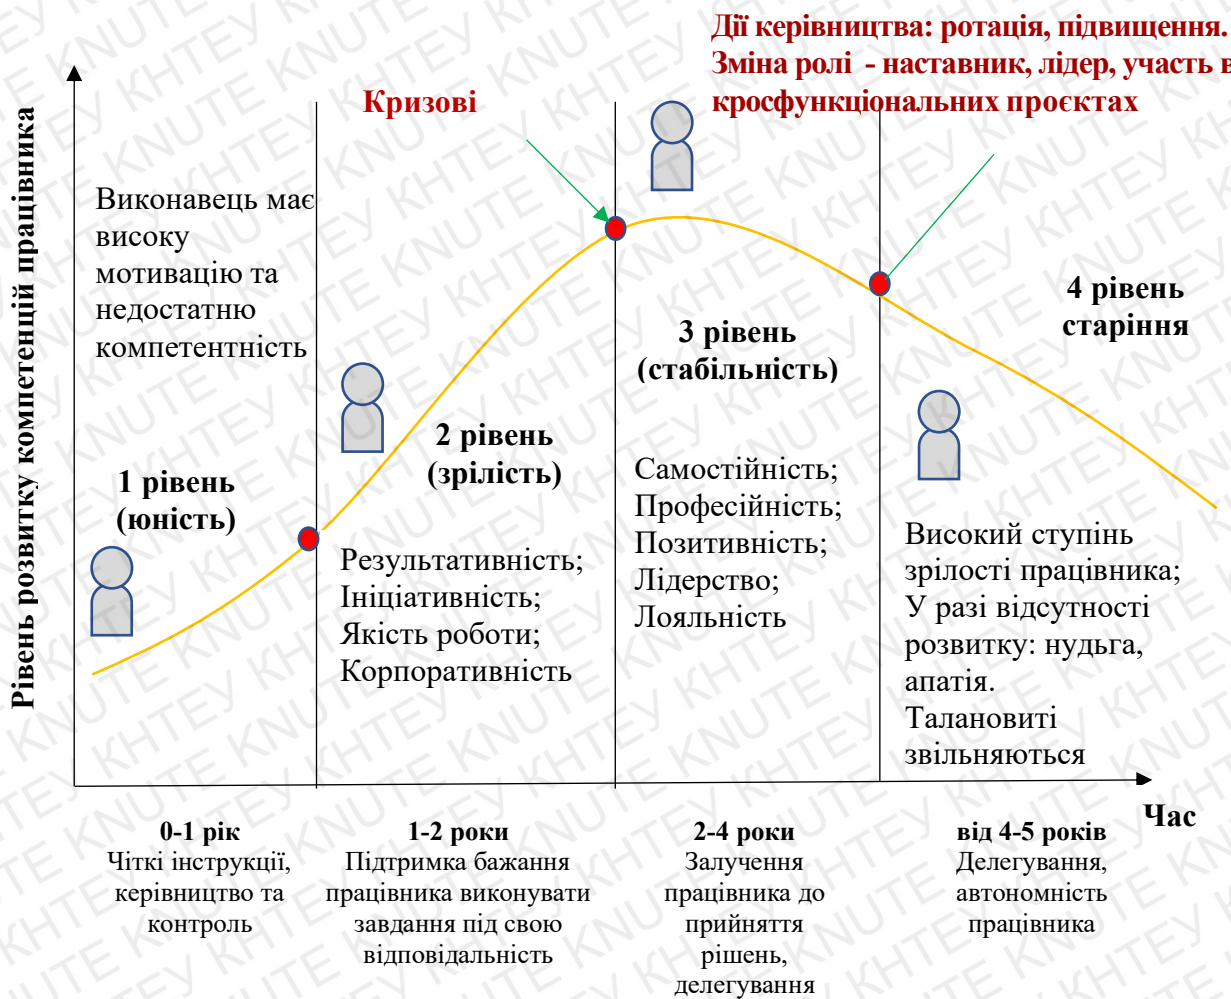 Дії керівництва: ротація, підвищення.
Зміна ролі - наставник, лідер, участь в
кросфункціональних проєктах
Кризові
Рівень розвитку компетенцій працівника
Виконавець має
високу
мотивацію та
недостатню
компетентність
1 рівень
(юність)
2 рівень
(зрілість)
Результативність;
Ініціативність;
Якість роботи;
Корпоративність
3 рівень
(стабільність)
Самостійність;
Професійність;
Позитивність;
Лідерство;
Лояльність
4 рівень
старіння
Високий ступінь
зрілості працівника;
У разі відсутності
розвитку: нудьга,
апатія.
Талановиті
звільняються
Час
0-1 рік
Чіткі інструкції,
керівництво та
контроль
1-2 роки
Підтримка бажання
працівника виконувати
завдання під свою
відповідальність
2-4 роки
Залучення
працівника до
прийняття
рішень,
делегування
від 4-5 років
Делегування,
автономність
працівника
KHTEУ KNUTE